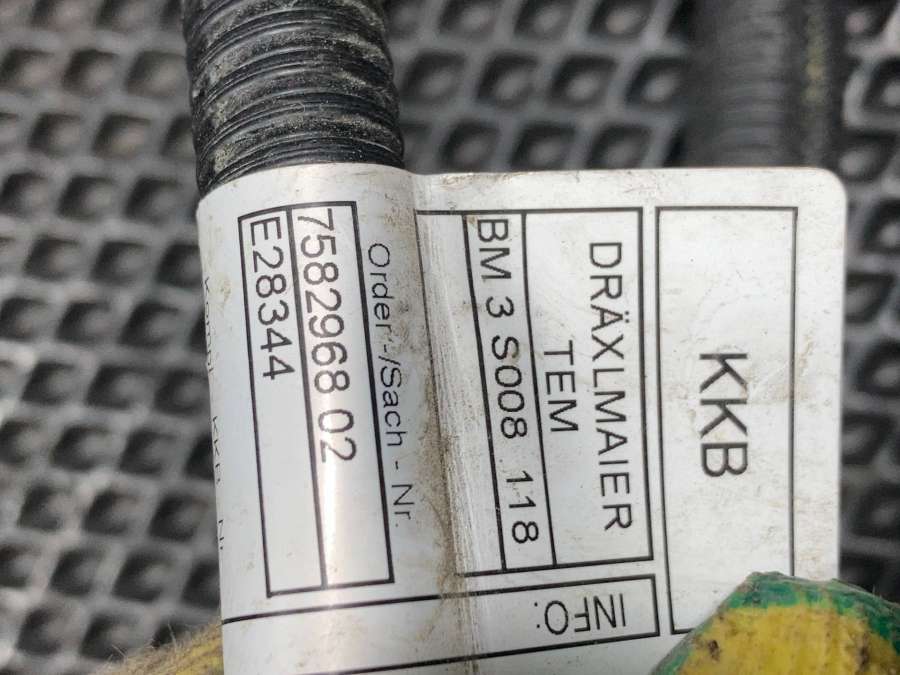 KKB
DRÄXLMAIER
TEM
BM 3 S008 118
INFO:
Order-/Sach - Nr.
7582968 02
E28344